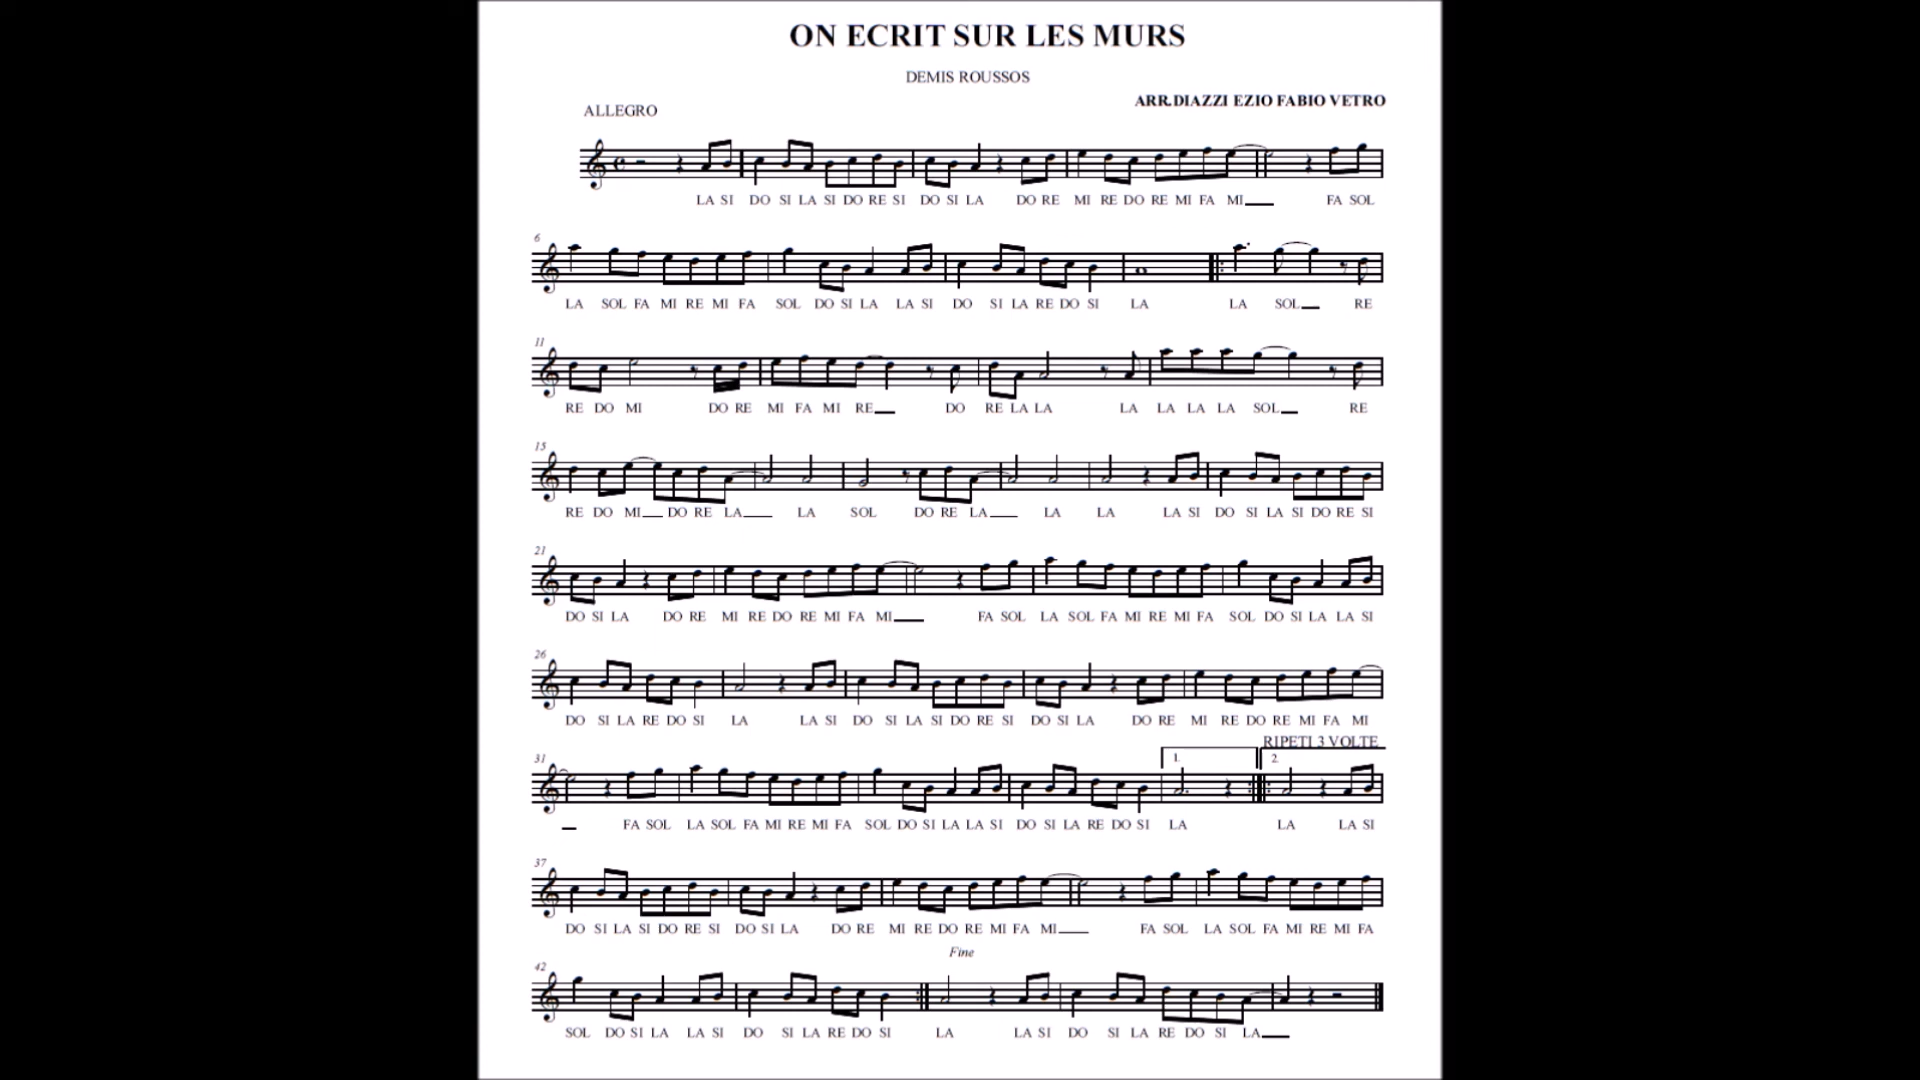 ON ECRIT SUR LES MURS
DEMIS ROUSSOS
ARR.DIAZZI EZIO FABIO VETRO
ALLEGRO
LA SI DO SI LA SI DO RE SI DO SI LA DO RE MI RE DO RE MI FA MI FA SOL
6
LA SOL FA MI RE MI FA SOL DO SI LA LA SI DO SI LA RE DO SI LA LA SOL RE
11
RE DO MI DO RE MI FA MI RE DO RE LA LA LA LA LA LA SOL RE
15
RE DO MI DO RE LA LA SOL DO RE LA LA LA LA SI DO SI LA SI DO RE SI
21
DO SI LA DO RE MI RE DO RE MI FA MI FA SOL LA SOL FA MI RE MI FA SOL DO SI LA LA SI
26
DO SI LA RE DO SI LA LA SI DO SI LA SI DO RE SI DO SI LA DO RE MI RE DO RE MI FA MI
RIPETI 3 VOLTE
31 1. 2.
FA SOL LA SOL FA MI RE MI FA SOL DO SI LA LA SI DO SI LA RE DO SI LA LA LA SI
37
DO SI LA SI DO RE SI DO SI LA DO RE MI RE DO RE MI FA MI FA SOL LA SOL FA MI RE MI FA
Fine
42
SOL DO SI LA LA SI DO SI LA RE DO SI LA LA SI DO SI LA RE DO SI LA